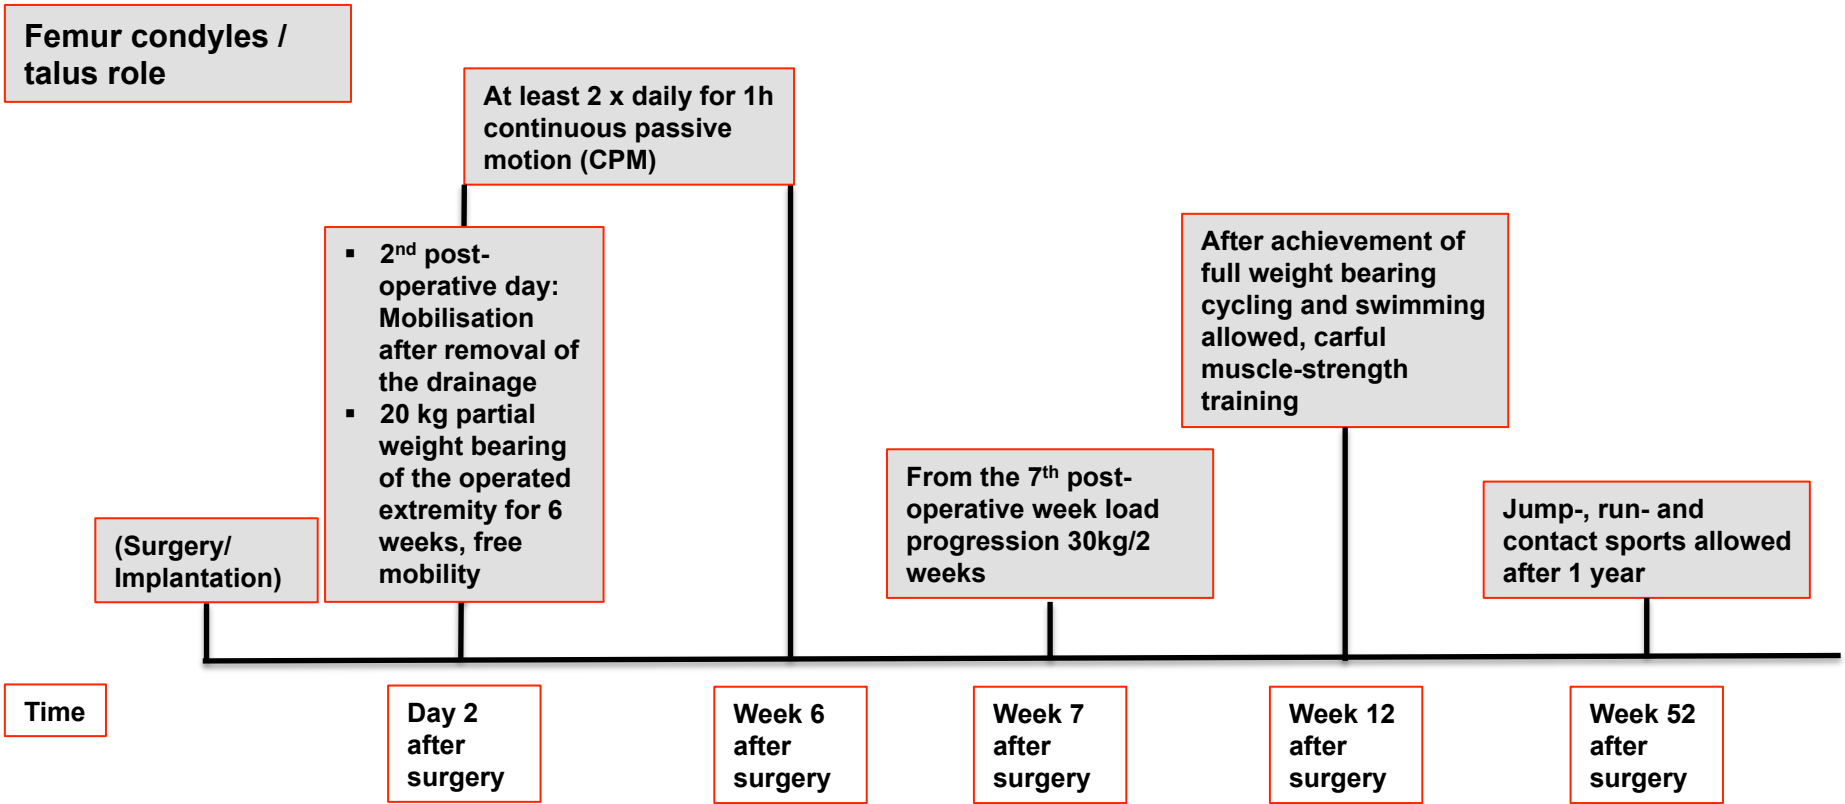 Femur condyles /
talus role
At least 2 x daily for 1h
continuous passive
motion (CPM)
▪ 2nd post-
operative day:
Mobilisation
after removal of
the drainage
▪ 20 kg partial
weight bearing
of the operated
extremity for 6
weeks, free
mobility
(Surgery/
Implantation)
From the 7th post-
operative week load
progression 30kg/2
weeks
After achievement of
full weight bearing
cycling and swimming
allowed, carful
muscle-strength
training
Jump-, run- and
contact sports allowed
after 1 year
Time
Day 2
after
surgery
Week 6
after
surgery
Week 7
after
surgery
Week 12
after
surgery
Week 52
after
surgery